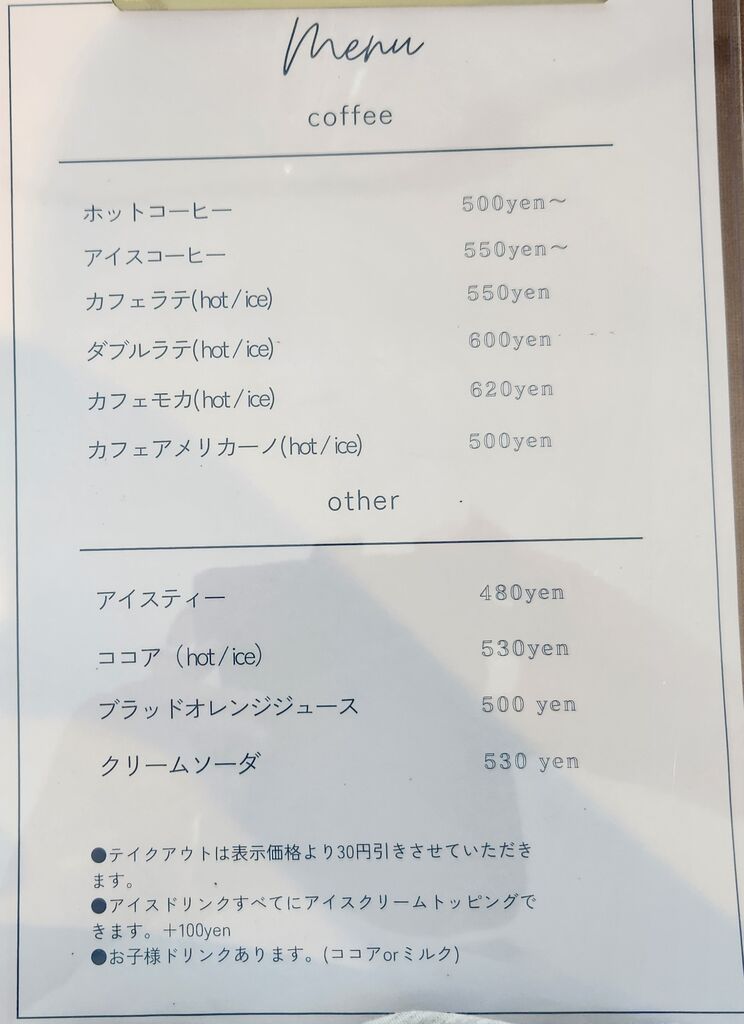 Menu
coffee
ホットコーヒー 500yen～
アイスコーヒー 550yen～
カフェラテ(hot/ice) 550yen
ダブルラテ(hot/ice) 600yen
カフェモカ(hot/ice) 620yen
カフェアメリカーノ(hot/ice) 500yen
other
アイスティー 480yen
ココア（hot/ice） 530yen
ブラッドオレンジジュース 500 yen
クリームソーダ 530 yen
●テイクアウトは表示価格より30円引きさせていただき
ます。
●アイスドリンクすべてにアイスクリームトッピングで
きます。＋100yen
●お子様ドリンクあります。(ココアorミルク)